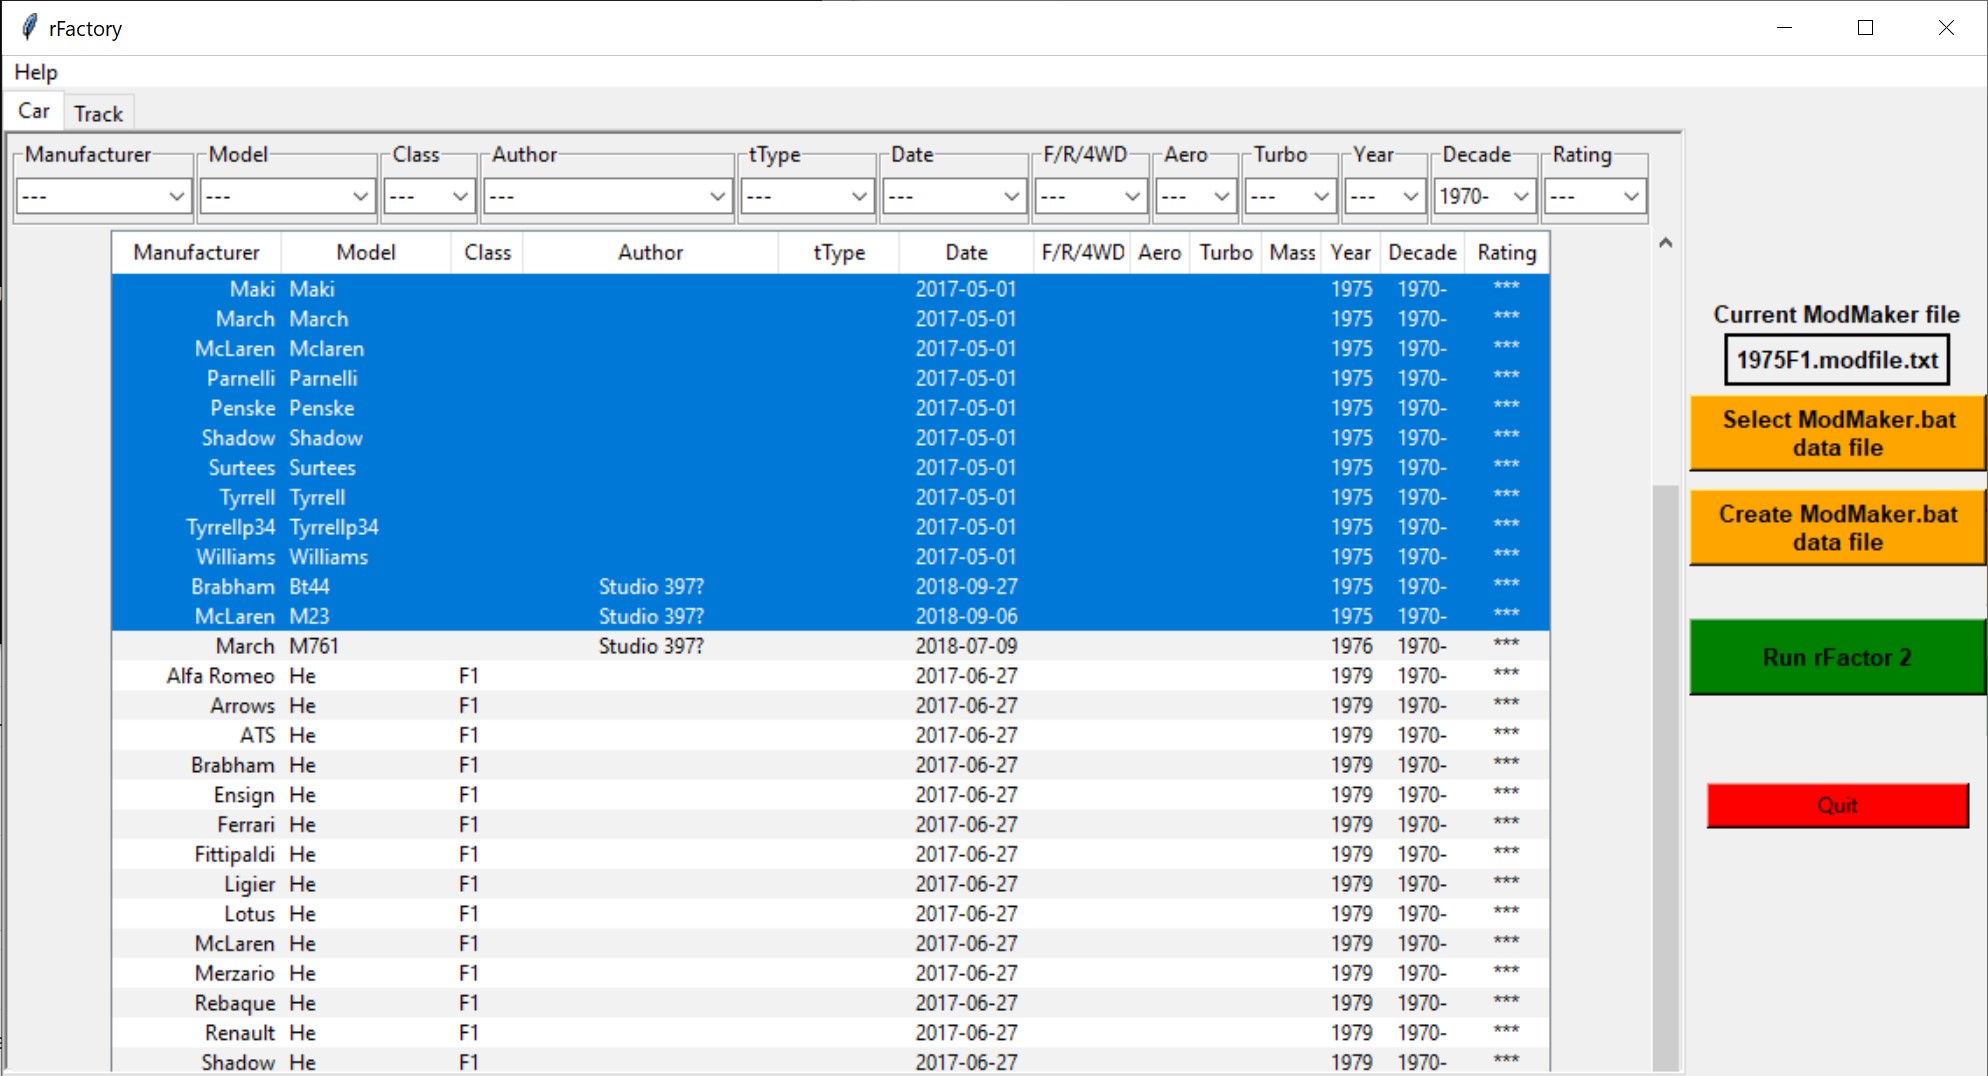 rFactory
Help
Car Track
Manufacturer Model Class Author tType Date F/R/4WD Aero Turbo Year Decade Rating
--- --- --- --- --- --- --- --- --- --- 1970- ---
Manufacturer Model Class Author tType Date F/R/4WD Aero Turbo Mass Year Decade Rating
Maki Maki 2017-05-01 1975 1970- ***
March March 2017-05-01 1975 1970- ***
McLaren Mclaren 2017-05-01 1975 1970- ***
Parnelli Parnelli 2017-05-01 1975 1970- ***
Penske Penske 2017-05-01 1975 1970- ***
Shadow Shadow 2017-05-01 1975 1970- ***
Surtees Surtees 2017-05-01 1975 1970- ***
Tyrrell Tyrrell 2017-05-01 1975 1970- ***
Tyrrellp34 Tyrrellp34 2017-05-01 1975 1970- ***
Williams Williams 2017-05-01 1975 1970- ***
Brabham Bt44 Studio 397? 2018-09-27 1975 1970- ***
McLaren M23 Studio 397? 2018-09-06 1975 1970- ***
March M761 Studio 397? 2018-07-09 1976 1970- ***
Alfa Romeo He F1 2017-06-27 1979 1970- ***
Arrows He F1 2017-06-27 1979 1970- ***
ATS He F1 2017-06-27 1979 1970- ***
Brabham He F1 2017-06-27 1979 1970- ***
Ensign He F1 2017-06-27 1979 1970- ***
Ferrari He F1 2017-06-27 1979 1970- ***
Fittipaldi He F1 2017-06-27 1979 1970- ***
Ligier He F1 2017-06-27 1979 1970- ***
Lotus He F1 2017-06-27 1979 1970- ***
McLaren He F1 2017-06-27 1979 1970- ***
Merzario He F1 2017-06-27 1979 1970- ***
Rebaque He F1 2017-06-27 1979 1970- ***
Renault He F1 2017-06-27 1979 1970- ***
Shadow He F1 2017-06-27 1979 1970- ***
Current ModMaker file
1975F1.modfile.txt
Select ModMaker.bat
data file
Create ModMaker.bat
data file
Run rFactor 2
Quit